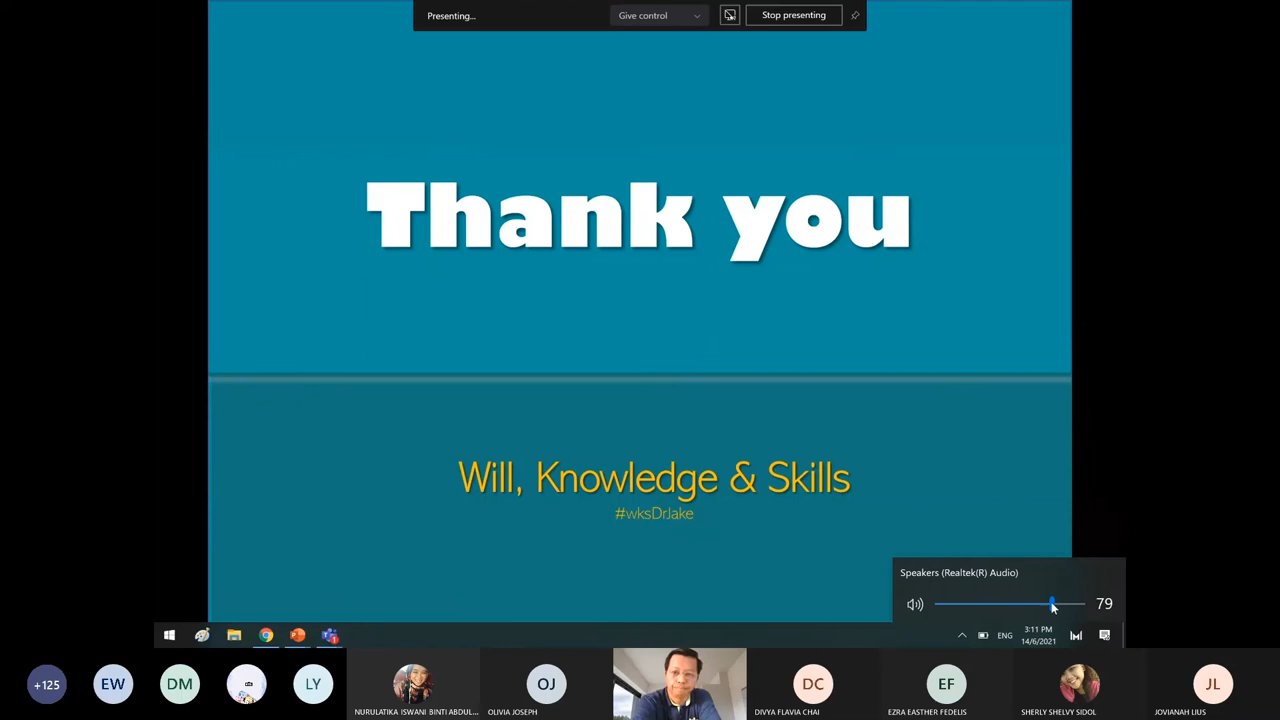 Presenting...
Give control
Stop presenting
Thank you
Will, Knowledge & Skills
#wksDrJake
Speakers (Realtek(R) Audio)
79
ENG
3:11 PM
14/6/2021
+125
EW
DM
LY
NURULATIKA ISWANI BINTI ABDUL...
OJ
OLIVIA JOSEPH
DC
DIVYA FLAVIA CHAI
EF
EZRA EASTHER FEDELIS
SHERLY SHELVY SIDOL
JL
JOVIANAH LIUS